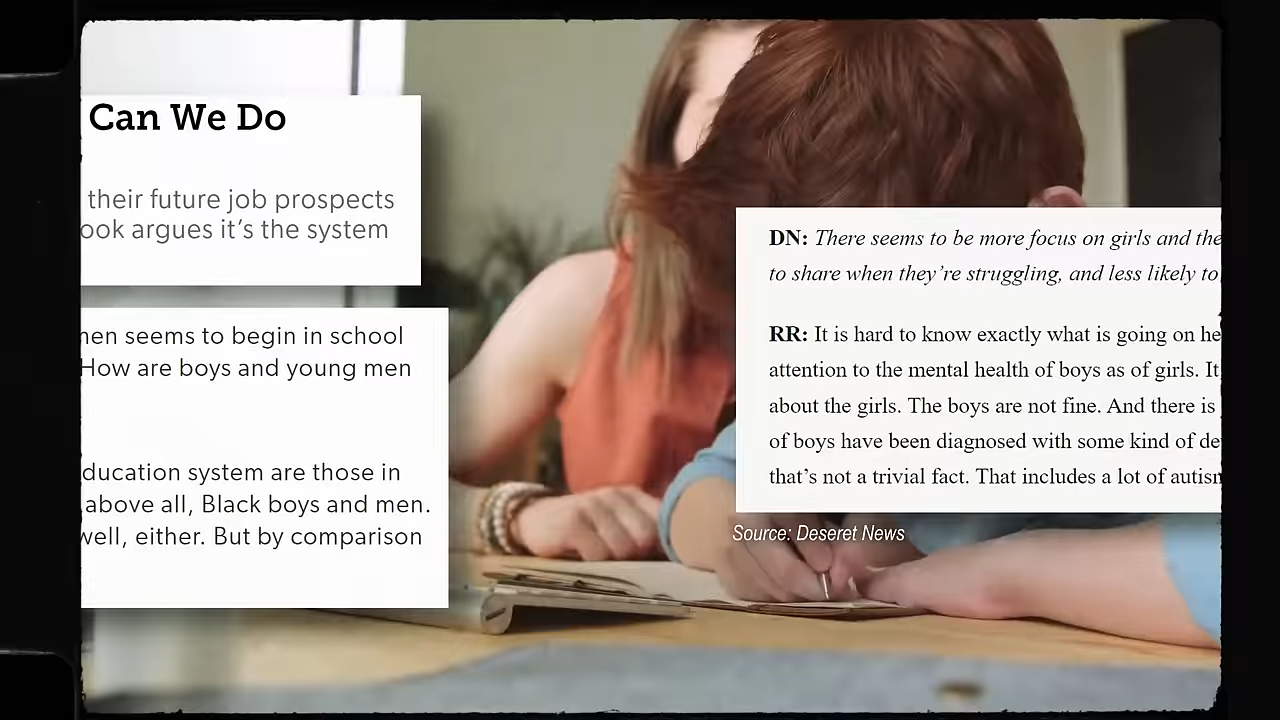 Can We Do
their future job prospects
ook argues it's the system
nen seems to begin in school
How are boys and young men
ducation system are those in
above all, Black boys and men.
well, either. But by comparison
DN: There seems to be more focus on girls and the
to share when they're struggling, and less likely to
RR: It is hard to know exactly what is going on he
attention to the mental health of boys as of girls. It
about the girls. The boys are not fine. And there is
of boys have been diagnosed with some kind of de
that's not a trivial fact. That includes a lot of autism
Source: Deseret News